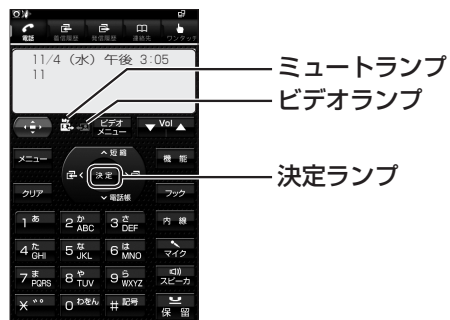 電話 着信履歴 発信履歴 連絡先 ワンタッチ
11/4 (水) 午後 3:05
11
ミュートランプ
ビデオランプ
My
ビデオ
メニュー
Vol
メニュー
短縮
機 能
決定
決定ランプ
クリア
電話帳
フック
1 あ
2 か ABC
3 さ DEF
内 線
4 た GHI
5 な JKL
6 は MNO
マイク
7 ま PQRS
8 や TUV
9 ら WXYZ
スピーカ
0 わをん
# 記号
保 留